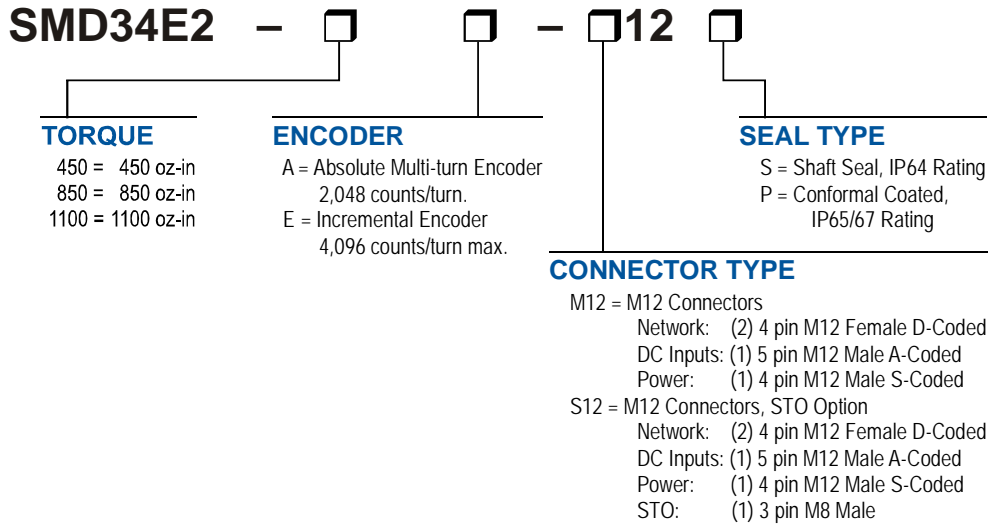 SMD34E2 – □ □ – □12 □
TORQUE
450 = 450 oz-in
850 = 850 oz-in
1100 = 1100 oz-in
ENCODER
A = Absolute Multi-turn Encoder
2,048 counts/turn.
E = Incremental Encoder
4,096 counts/turn max.
SEAL TYPE
S = Shaft Seal, IP64 Rating
P = Conformal Coated,
IP65/67 Rating
CONNECTOR TYPE
M12 = M12 Connectors
Network: (2) 4 pin M12 Female D-Coded
DC Inputs: (1) 5 pin M12 Male A-Coded
Power: (1) 4 pin M12 Male S-Coded
S12 = M12 Connectors, STO Option
Network: (2) 4 pin M12 Female D-Coded
DC Inputs: (1) 5 pin M12 Male A-Coded
Power: (1) 4 pin M12 Male S-Coded
STO: (1) 3 pin M8 Male